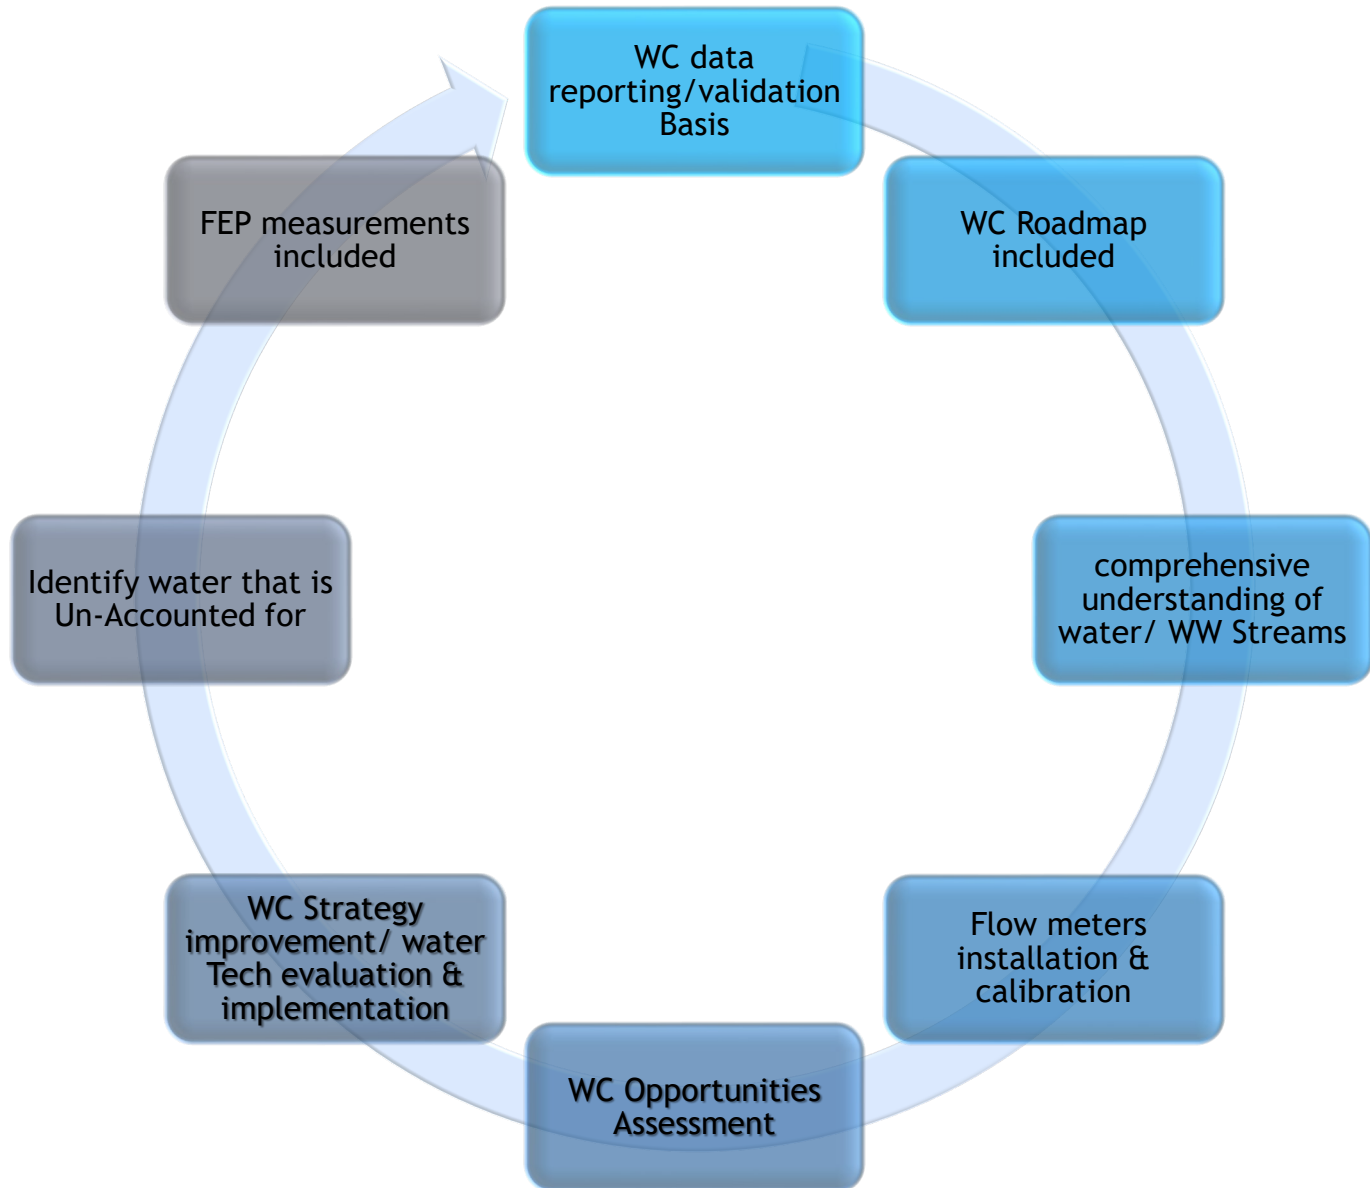 WC data
reporting/validation
Basis
WC Roadmap
included
comprehensive
understanding of
water/ WW Streams
Flow meters
installation &
calibration
WC Opportunities
Assessment
WC Strategy
improvement/ water
Tech evaluation &
implementation
Identify water that is
Un-Accounted for
FEP measurements
included